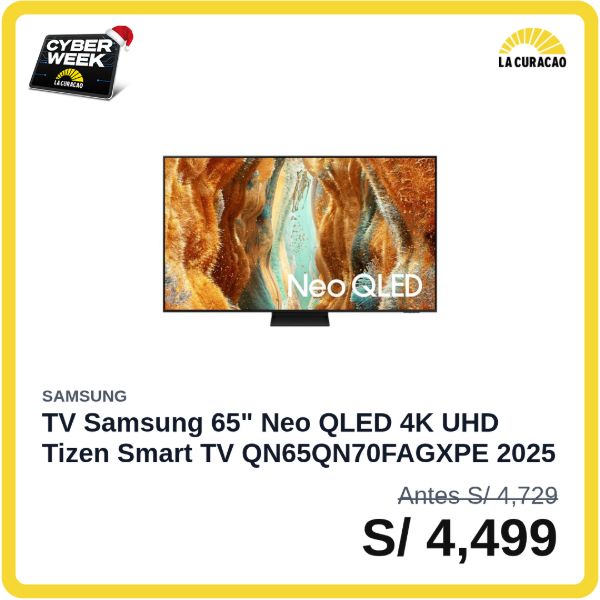 CYBER
WEEK
LA CURACAO
LA CURACAO
Neo QLED
SAMSUNG
TV Samsung 65" Neo QLED 4K UHD
Tizen Smart TV QN65QN70FAGXPE 2025
Antes S/ 4,729
S/ 4,499